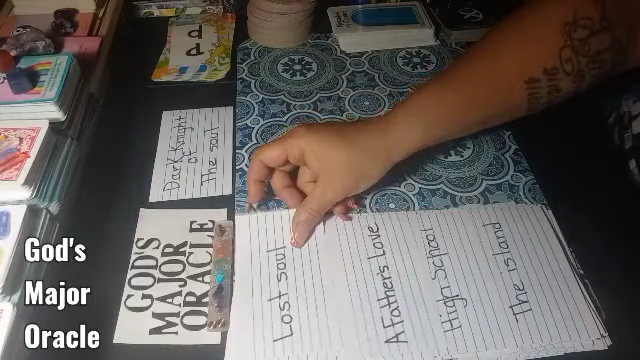 Dark Knight
of
The soul
GOD'S
MAJOR
ORACLE
Lost soul
A Father's Love
High School
The island
God's
Major
Oracle